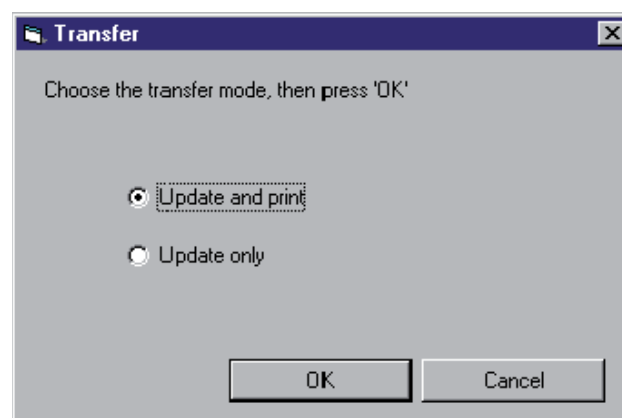 Transfer
Choose the transfer mode, then press 'OK'
Update and print
Update only
OK
Cancel